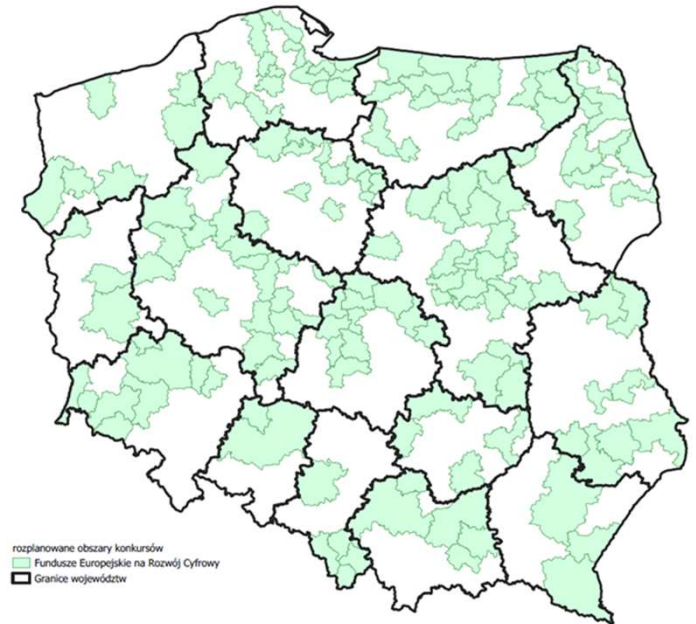 rozplanowane obszary konkursów
Fundusze Europejskie na Rozwój Cyfrowy
Granice województw